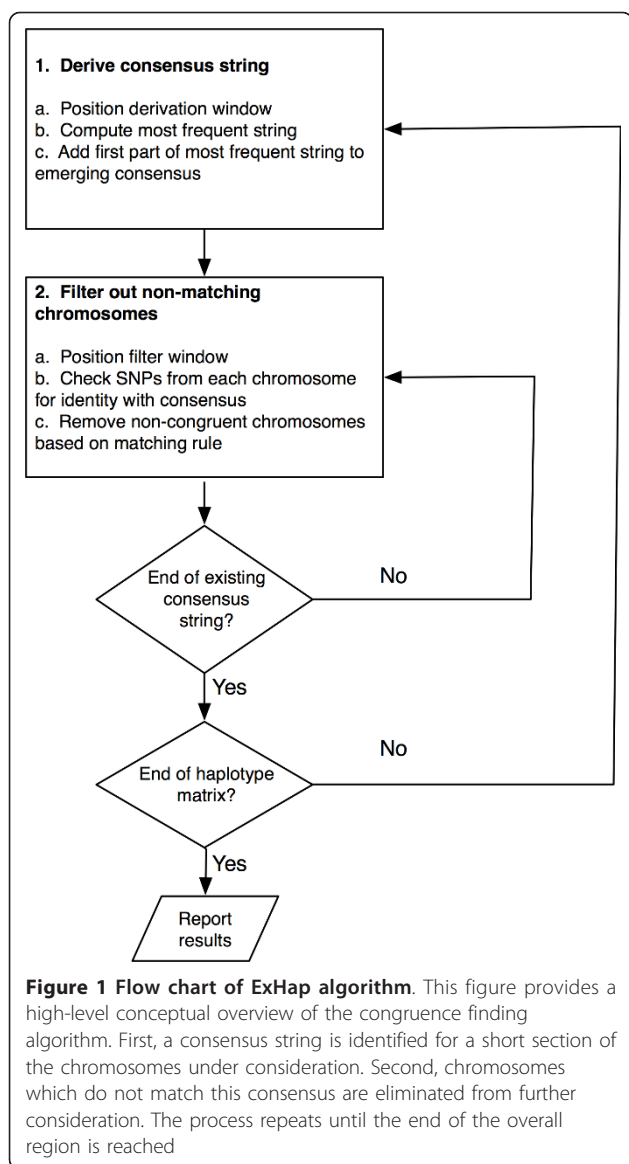 1. Derive consensus string
a. Position derivation window
b. Compute most frequent string
c. Add first part of most frequent string to
emerging consensus
2. Filter out non-matching
chromosomes
a. Position filter window
b. Check SNPs from each chromosome
for identity with consensus
c. Remove non-congruent chromosomes
based on matching rule
End of existing
consensus
string?
No
Yes
End of haplotype
matrix?
No
Yes
Report
results
Figure 1 Flow chart of ExHap algorithm. This figure provides a
high-level conceptual overview of the congruence finding
algorithm. First, a consensus string is identified for a short section of
the chromosomes under consideration. Second, chromosomes
which do not match this consensus are eliminated from further
consideration. The process repeats until the end of the overall
region is reached